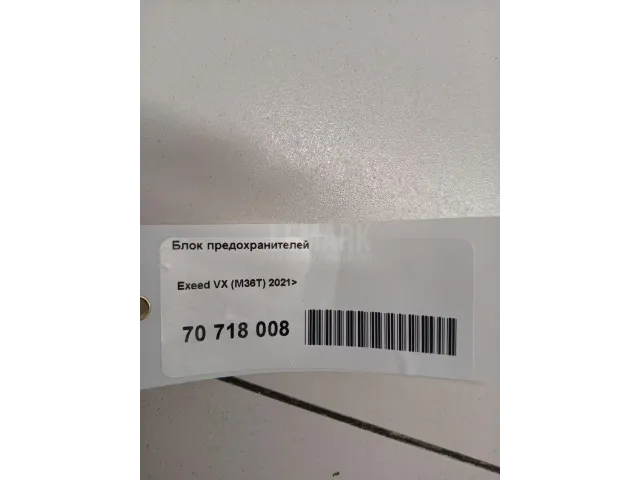 Блок предохранителей
Exeed VX (M36T) 2021>
70 718 008